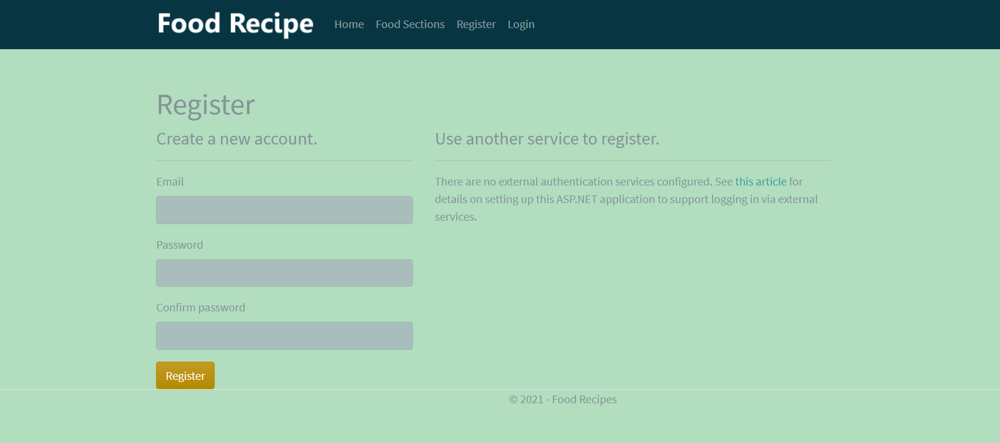 Food Recipe
Home Food Sections Register Login
Register
Create a new account.
Email
Password
Confirm password
Register
Use another service to register.
There are no external authentication services configured. See this article for
details on setting up this ASP.NET application to support logging in via external
services.
© 2021 - Food Recipes